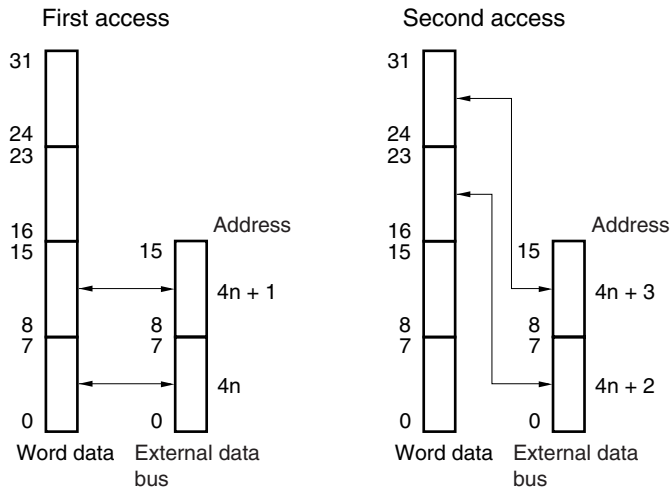 First access
31
24
23
16
15
8
7
0
Word data
Address
15
4n + 1
8
7
4n
0
External data
bus
Second access
31
24
23
16
15
8
7
0
Word data
Address
15
4n + 3
8
7
4n + 2
0
External data
bus